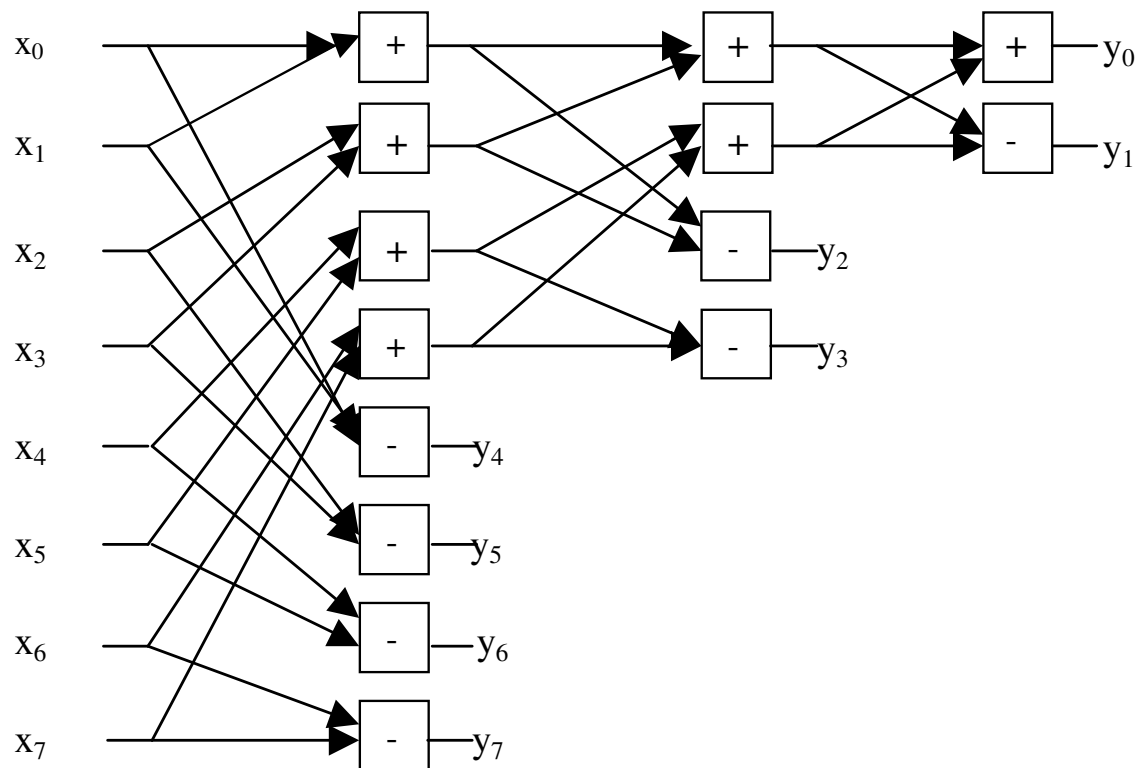 x₀ + + + y₀
x₁ + + - y₁
x₂ + - y₂
x₃ + - y₃
x₄ - y₄
x₅ - y₅
x₆ - y₆
x₇ - y₇